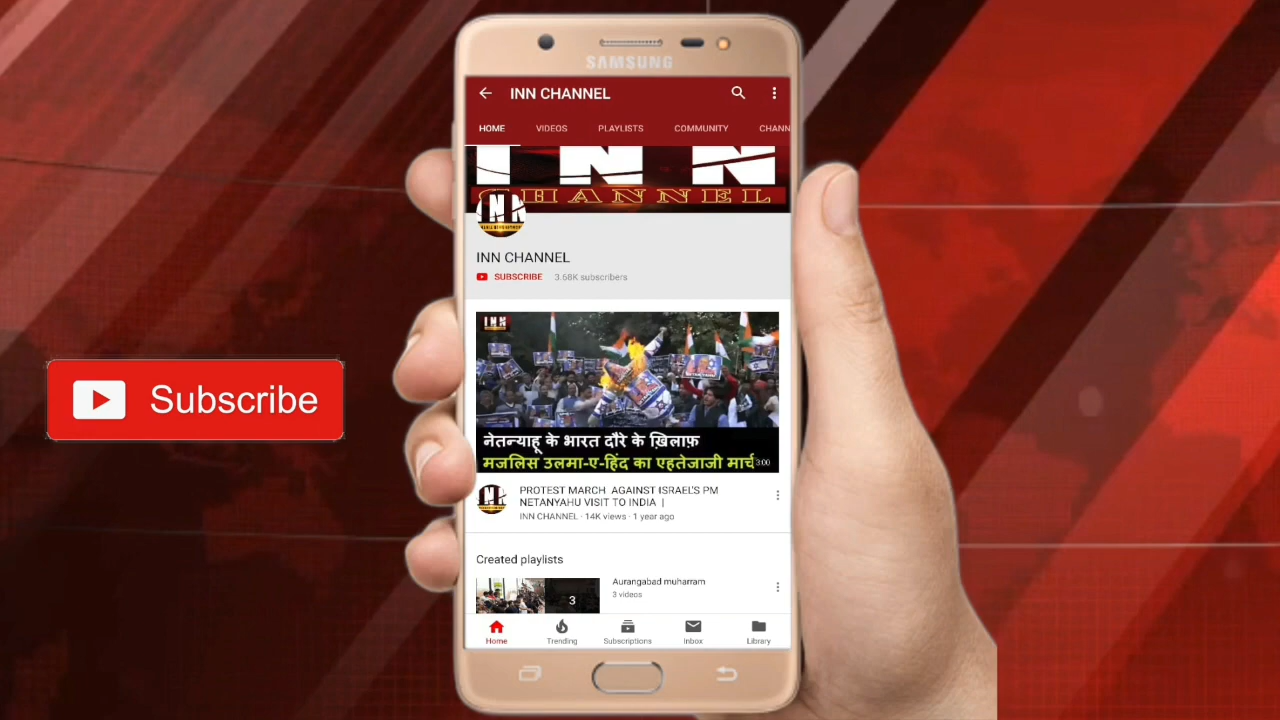 SAMSUNG
INN CHANNEL
HOME VIDEOS PLAYLISTS COMMUNITY CHANN
I N N
CHANNEL
INN
INN CHANNEL
SUBSCRIBE 3.68K subscribers
INN
नेतन्याहू के भारत दौरे के ख़िलाफ़
मजलिस उलमा-ए-हिंद का एहतेजाजी मार्च
3:00
PROTEST MARCH AGAINST ISRAEL'S PM
NETANYAHU VISIT TO INDIA |
INN CHANNEL · 14K views · 1 year ago
Created playlists
Aurangabad muharram
3 videos
3
Home Trending Subscriptions Inbox Library
Subscribe